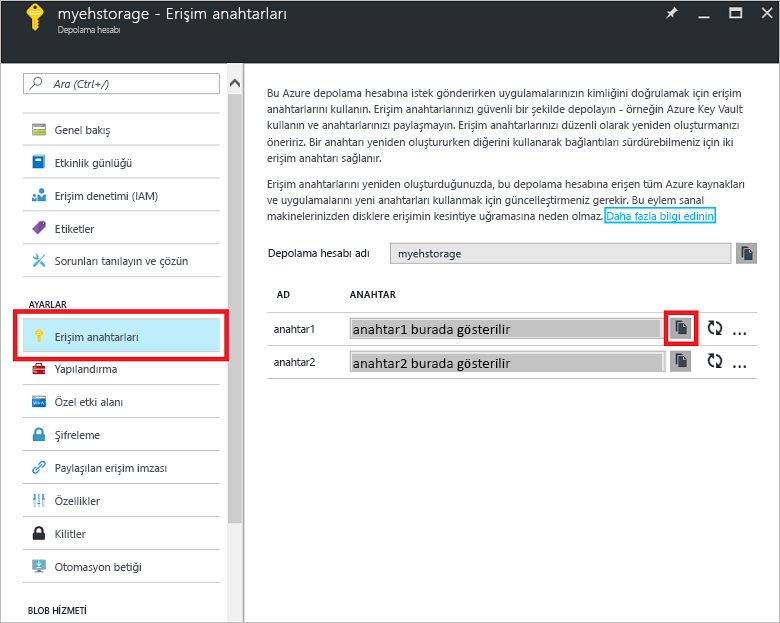 myehstorage - Erişim anahtarları
Depolama hesabı
Ara (Ctrl+/)
Genel bakış
Etkinlik günlüğü
Erişim denetimi (IAM)
Etiketler
Sorunları tanılayın ve çözün
AYARLAR
Erişim anahtarları
Yapılandırma
Özel etki alanı
Şifreleme
Paylaşılan erişim imzası
Özellikler
Kilitler
Otomasyon betiği
BLOB HİZMETİ
Bu Azure depolama hesabına istek gönderirken uygulamalarınızın kimliğini doğrulamak için erişim
anahtarlarını kullanın. Erişim anahtarlarınızı güvenli bir şekilde depolayın - örneğin Azure Key Vault
kullanın ve anahtarlarınızı paylaşmayın. Erişim anahtarlarınızı düzenli olarak yeniden oluşturmanızı
öneririz. Bir anahtarı yeniden oluştururken diğerini kullanarak bağlantıları sürdürebilmeniz için iki
erişim anahtarı sağlanır.
Erişim anahtarlarını yeniden oluşturduğunuzda, bu depolama hesabına erişen tüm Azure kaynakları
ve uygulamalarını yeni anahtarları kullanmak için güncelleştirmeniz gerekir. Bu eylem sanal
makinelerinizden disklere erişimin kesintiye uğramasına neden olmaz. Daha fazla bilgi edinin
Depolama hesabı adı myehstorage
AD ANAHTAR
anahtar1 anahtar1 burada gösterilir ...
anahtar2 anahtar2 burada gösterilir ...